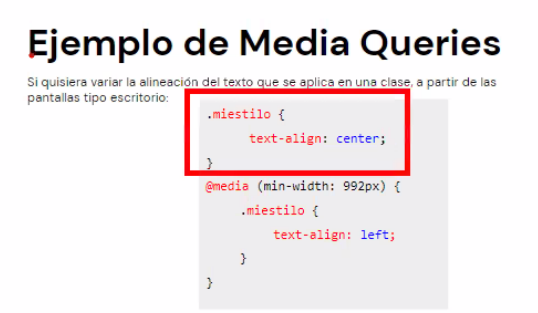 Ejemplo de Media Queries
Si quisiera variar la alineación del texto que se aplica en una clase, a partir de las
pantallas tipo escritorio:
.miestilo {
text-align: center;
}
@media (min-width: 992px) {
.miestilo {
text-align: left;
}
}